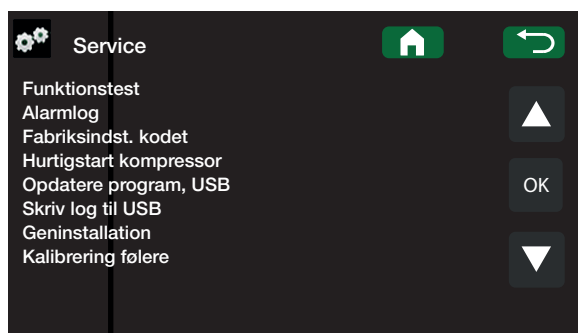 Service
Funktionstest
Alarmlog
Fabriksindst. kodet
Hurtigstart kompressor
Opdatere program, USB
Skriv log til USB
Geninstallation
Kalibrering følere
OK